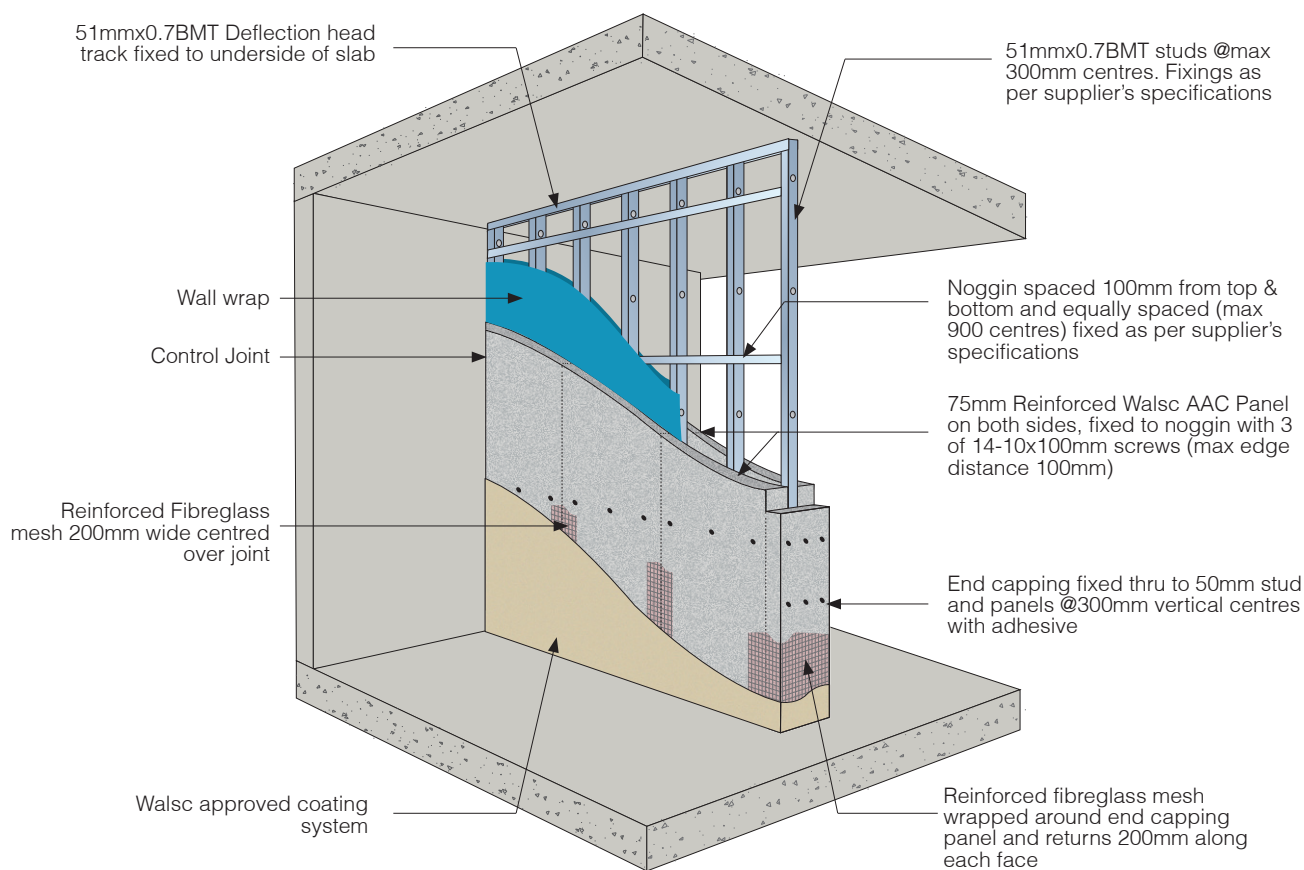 51mmx0.7BMT Deflection head
track fixed to underside of slab
51mmx0.7BMT studs @max
300mm centres. Fixings as
per supplier's specifications
Wall wrap
Control Joint
Noggin spaced 100mm from top &
bottom and equally spaced (max
900 centres) fixed as per supplier's
specifications
75mm Reinforced Walsc AAC Panel
on both sides, fixed to noggin with 3
of 14-10x100mm screws (max edge
distance 100mm)
Reinforced Fibreglass
mesh 200mm wide centred
over joint
End capping fixed thru to 50mm stud
and panels @300mm vertical centres
with adhesive
Walsc approved coating
system
Reinforced fibreglass mesh
wrapped around end capping
panel and returns 200mm along
each face